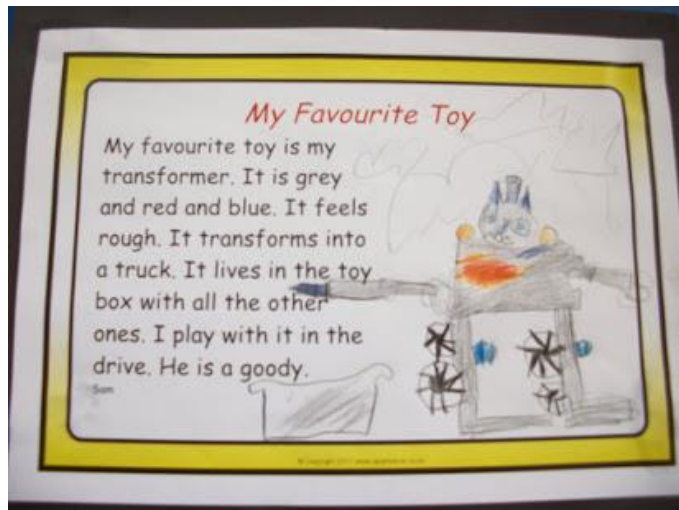 My Favourite Toy
My favourite toy is my
transformer. It is grey
and red and blue. It feels
rough. It transforms into
a truck. It lives in the toy
box with all the other
ones. I play with it in the
drive. He is a goody.
Sam